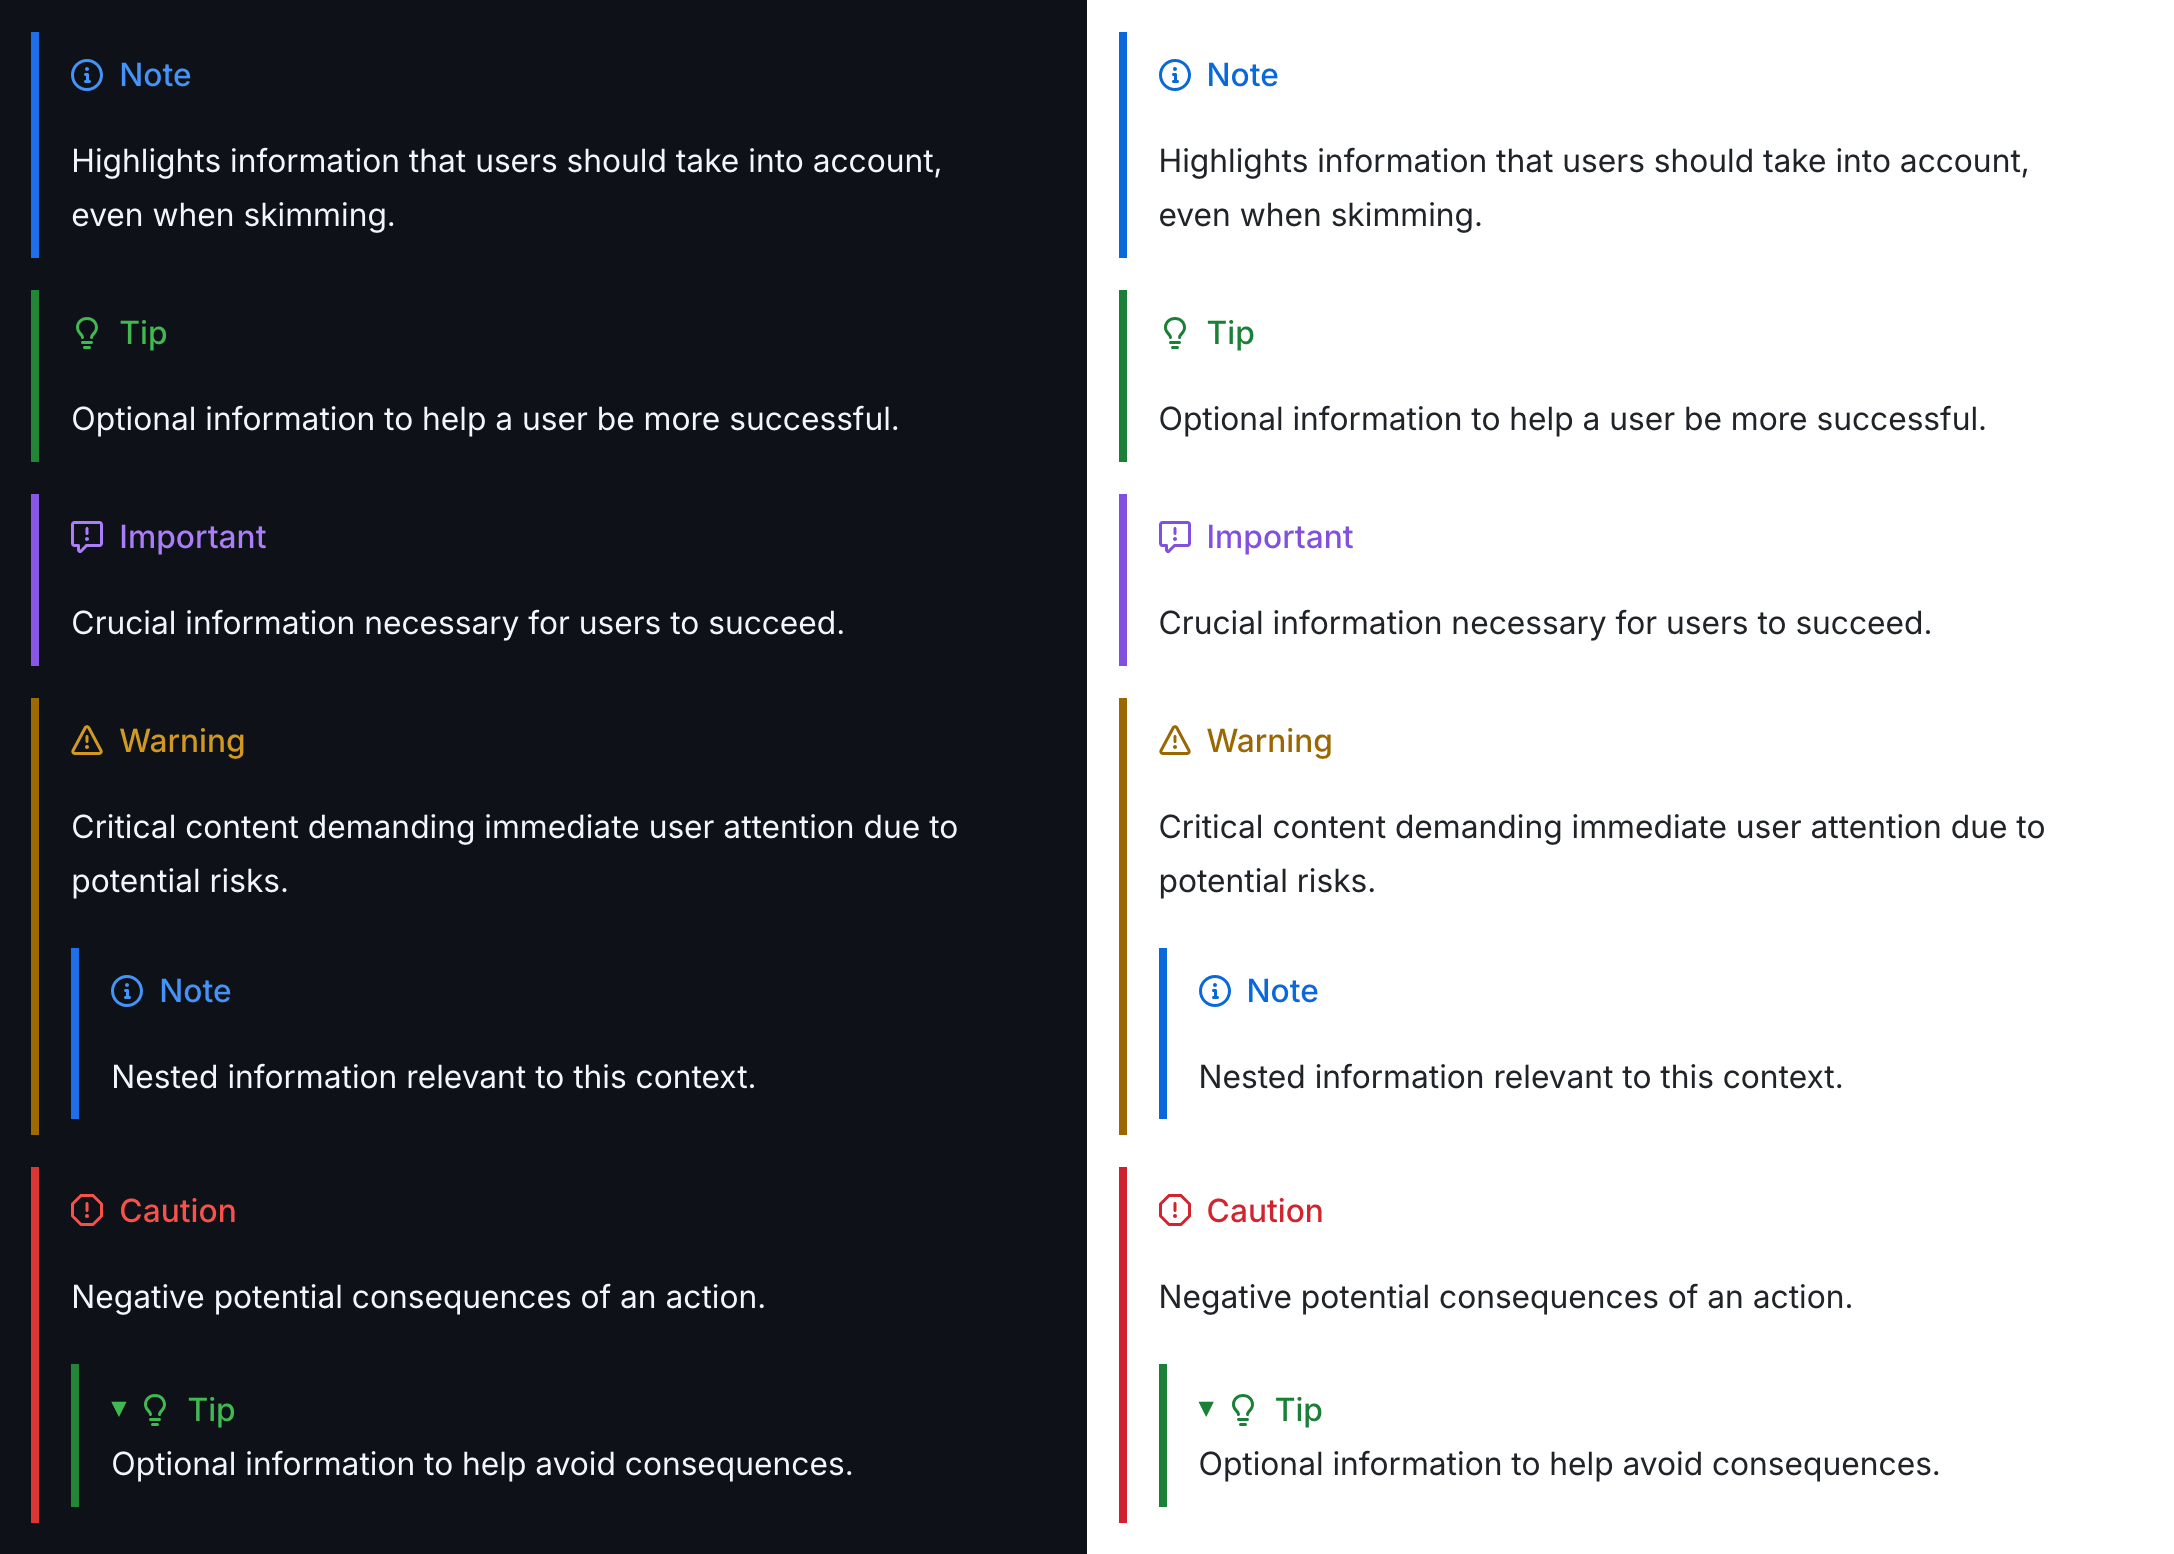 Note
Highlights information that users should take into account,
even when skimming.
Tip
Optional information to help a user be more successful.
Important
Crucial information necessary for users to succeed.
Warning
Critical content demanding immediate user attention due to
potential risks.
Note
Nested information relevant to this context.
Caution
Negative potential consequences of an action.
Tip
Optional information to help avoid consequences.
Note
Highlights information that users should take into account,
even when skimming.
Tip
Optional information to help a user be more successful.
Important
Crucial information necessary for users to succeed.
Warning
Critical content demanding immediate user attention due to
potential risks.
Note
Nested information relevant to this context.
Caution
Negative potential consequences of an action.
Tip
Optional information to help avoid consequences.